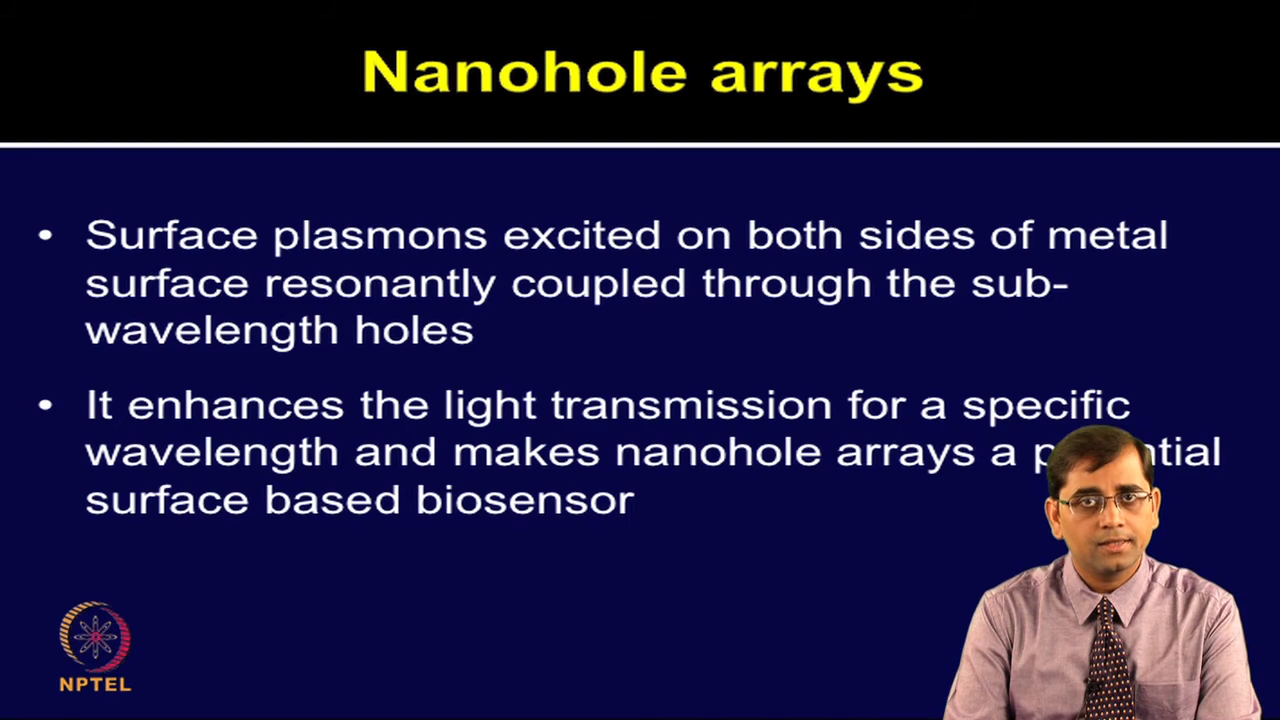 Nanohole arrays
• Surface plasmons excited on both sides of metal
surface resonantly coupled through the sub-
wavelength holes
• It enhances the light transmission for a specific
wavelength and makes nanohole arrays a
surface based biosensor
NPTEL